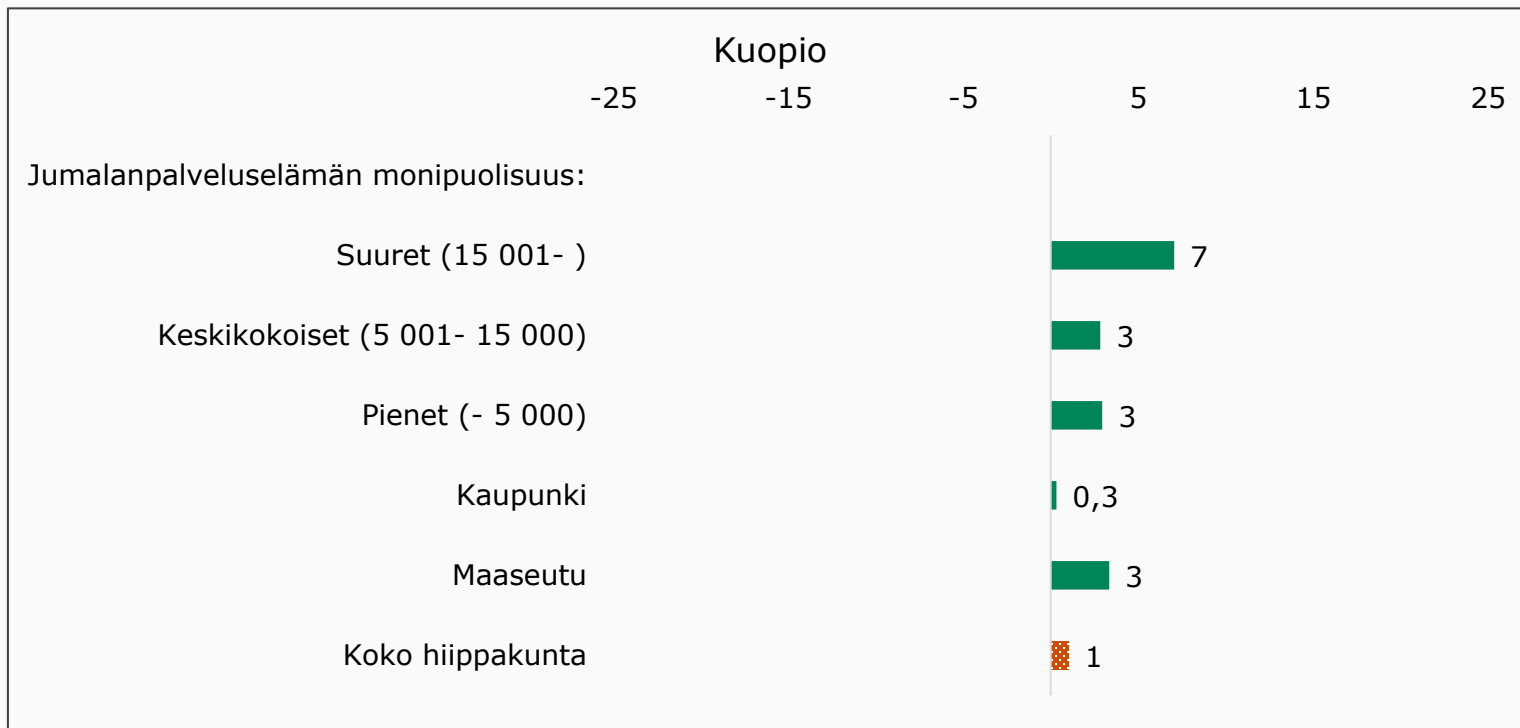 Kuopio
-25 -15 -5 5 15 25
Jumalanpalveluselämän monipuolisuus:
Suuret (15 001- ) 7
Keskikokoiset (5 001- 15 000) 3
Pienet (- 5 000) 3
Kaupunki 0,3
Maaseutu 3
Koko hiippakunta 1